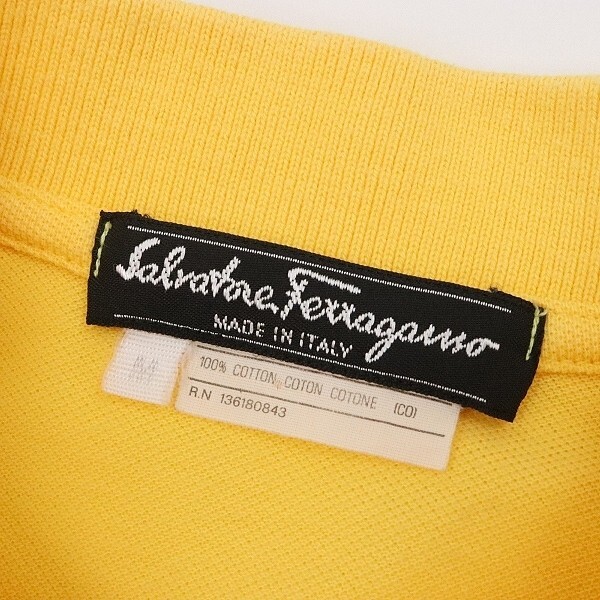 Salvatore Ferragamo
MADE IN ITALY
100% COTTON COTON COTONE (CO)
R.N 136180843